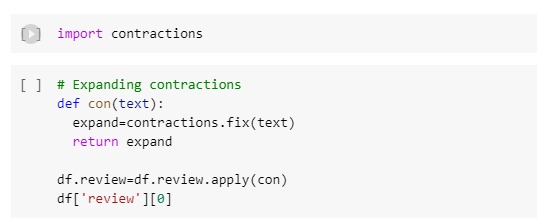 import contractions
[ ] # Expanding contractions
def con(text):
  expand=contractions.fix(text)
  return expand
df.review=df.review.apply(con)
df['review'][0]